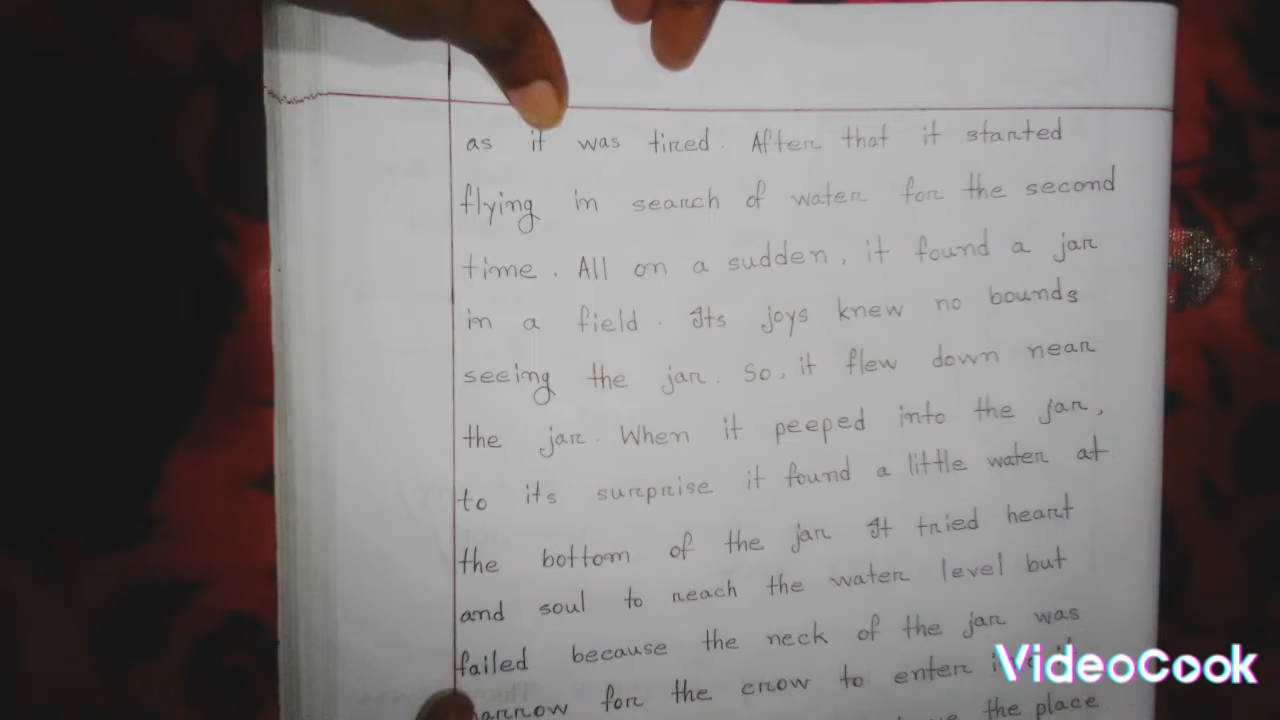 as it was tired. After that it started
flying in search of water for the second
time. All on a sudden, it found a jar
in a field. Its joys knew no bounds
seeing the jar. So, it flew down near
the jar. When it peeped into the jar,
to its surprise it found a little water at
the bottom of the jar. It tried heart
and soul to reach the water level but
failed because the neck of the jar was
narrow for the crow to enter
the place
VideoCook